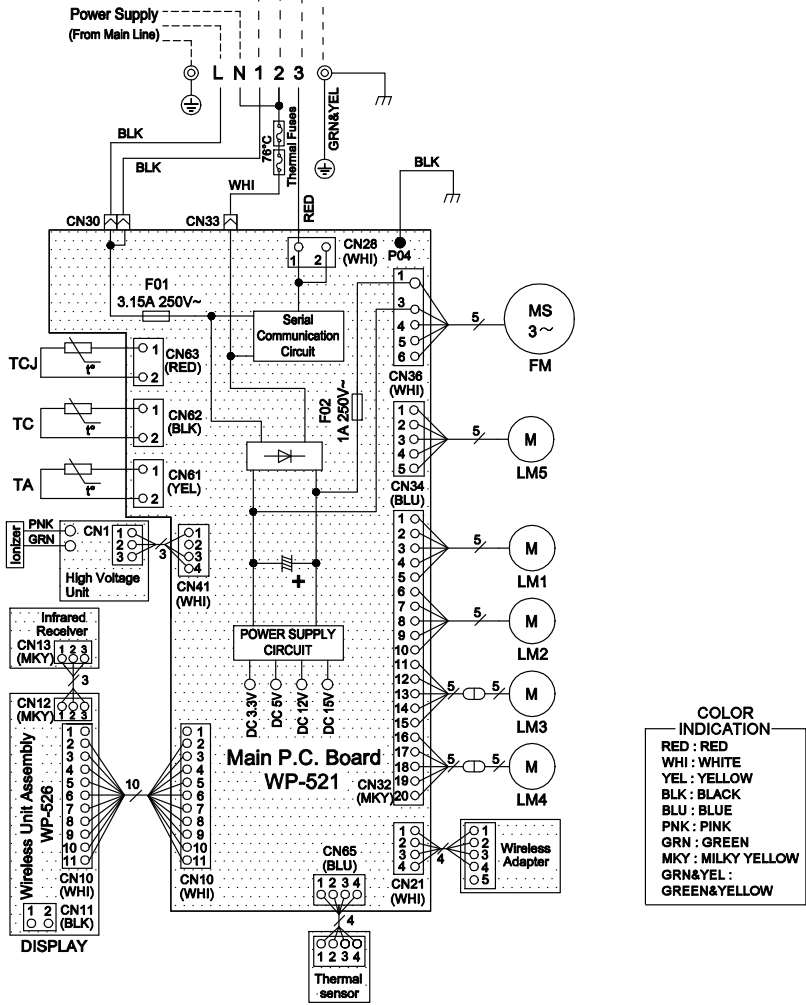 Power Supply
(From Main Line)
L N 1 2 3
BLK
BLK
76°C
Thermal Fuses
GRN&YEL
WHI
RED
BLK
CN30
CN33
CN28
(WHI)
1 2
P04
F01
3.15A 250V~
Serial
Communication
Circuit
F02
1A 250V~
1
3
4
5
6
CN36
(WHI)
5
MS
3~
FM
TCJ
t°
1
2
CN63
(RED)
TC
t°
1
2
CN62
(BLK)
TA
t°
1
2
CN61
(YEL)
1
2
3
4
5
CN34
(BLU)
5
M
LM5
Ionizer
PNK
GRN
CN1
1
2
3
High Voltage
Unit
3
1
2
3
4
CN41
(WHI)
+
POWER SUPPLY
CIRCUIT
DC 3.3V
DC 5V
DC 12V
DC 15V
1
2
3
4
5
6
7
8
9
10
11
12
13
14
15
16
17
18
19
20
CN32
(MKY)
5
M
LM1
5
M
LM2
5 5
M
LM3
5 5
M
LM4
Infrared
Receiver
CN13
(MKY)
1 2 3
3
CN12
(MKY)
1 2 3
Wireless Unit Assembly
WP-526
1
2
3
4
5
6
7
8
9
10
11
CN10
(WHI)
1 2
CN11
(BLK)
DISPLAY
10
1
2
3
4
5
6
7
8
9
10
11
CN10
(WHI)
Main P.C. Board
WP-521
CN65
(BLU)
1 2 3 4
4
1 2 3 4
Thermal
sensor
1
2
3
4
CN21
(WHI)
4
1
2
3
4
5
Wireless
Adapter
COLOR
INDICATION
RED : RED
WHI : WHITE
YEL : YELLOW
BLK : BLACK
BLU : BLUE
PNK : PINK
GRN : GREEN
MKY : MILKY YELLOW
GRN&YEL :
GREEN&YELLOW